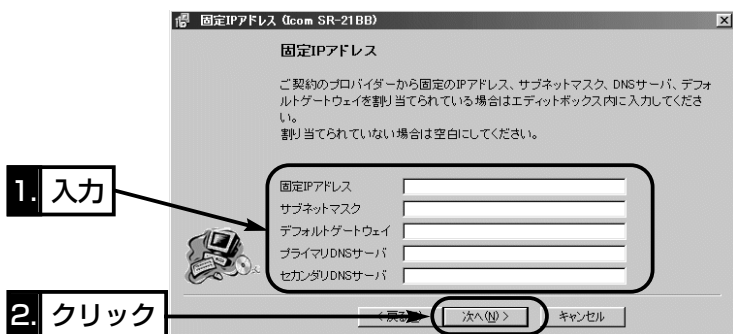 固定IPアドレス (Icom SR-21BB)
固定IPアドレス
ご契約のプロバイダーから固定のIPアドレス、サブネットマスク、DNSサーバ、デフォ
ルトゲートウェイを割り当てられている場合はエディットボックス内に入力してくださ
い。
割り当てられていない場合は空白にしてください。
1. 入力
固定IPアドレス
サブネットマスク
デフォルトゲートウェイ
プライマリDNSサーバ
セカンダリDNSサーバ
2. クリック
< 戻る
次へ(N) >
キャンセル